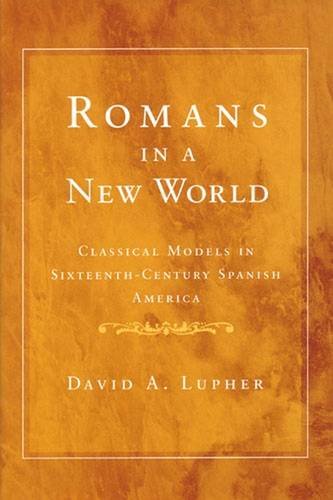 ROMANS
IN A
NEW WORLD
CLASSICAL MODELS IN
SIXTEENTH-CENTURY SPANISH
AMERICA
DAVID A. LUPHER